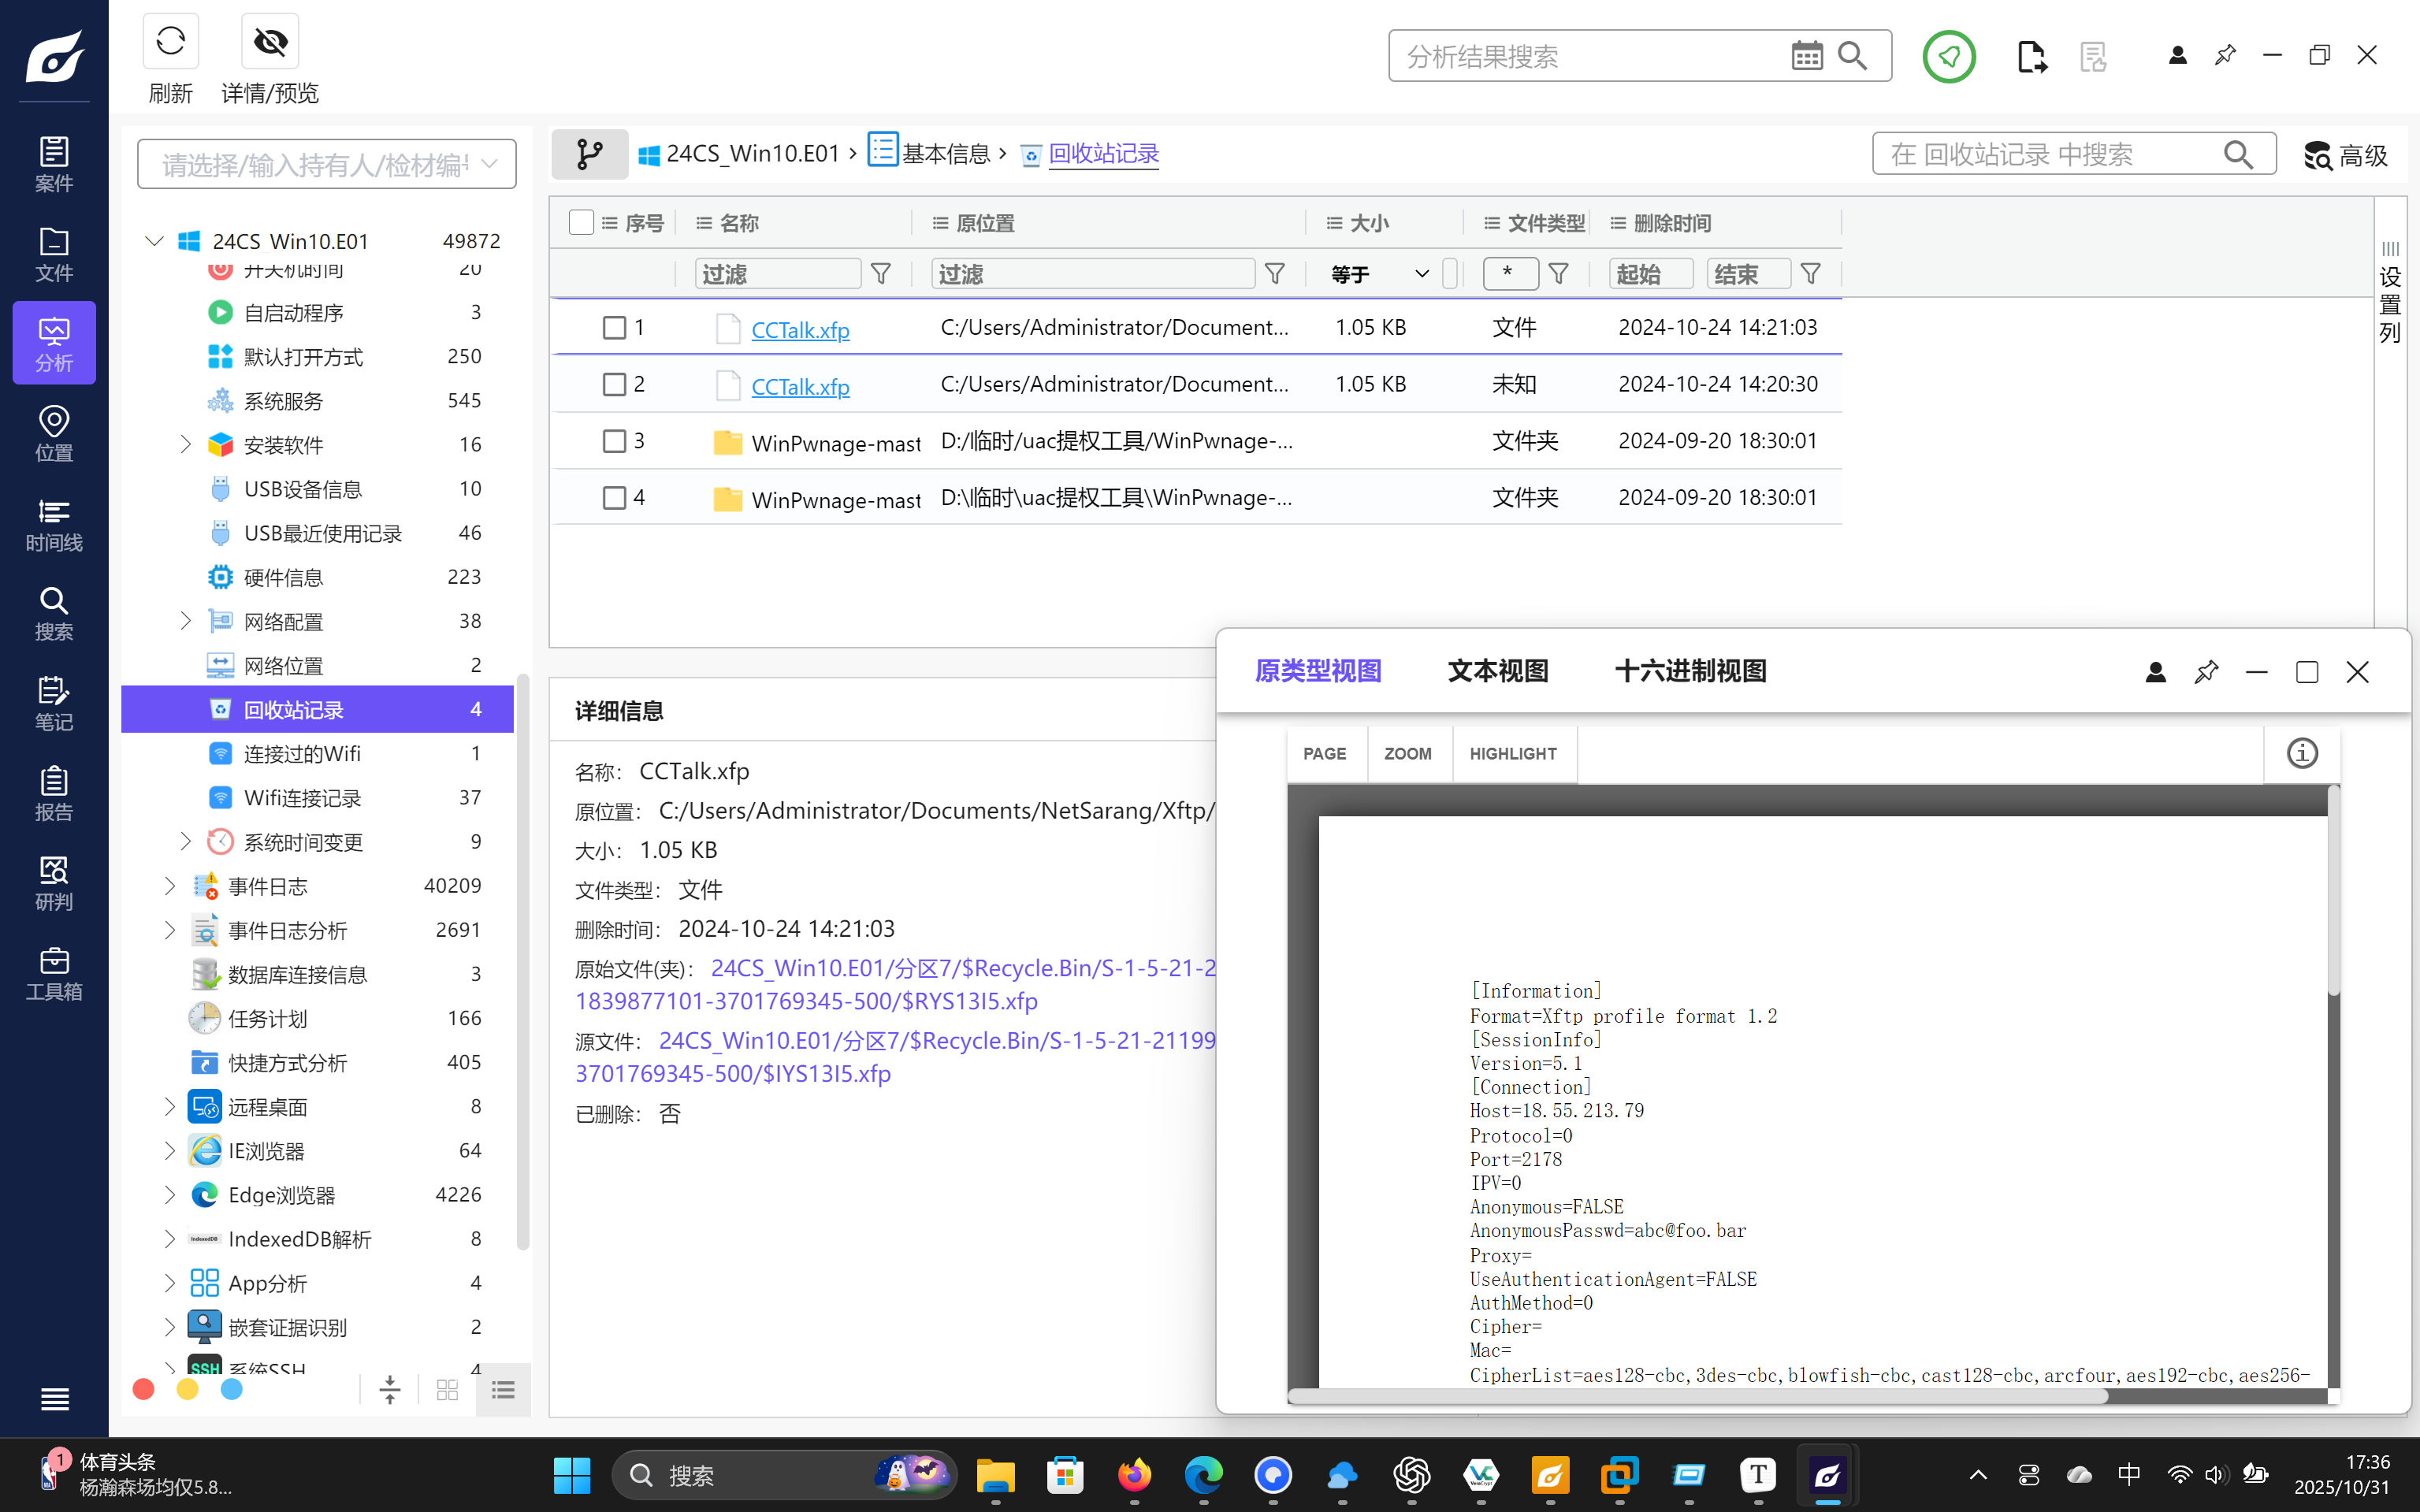 刷新
详情/预览
分析结果搜索
案件
文件
分析
位置
时间线
搜索
笔记
报告
研判
工具箱
请选择/输入持有人/检材编号
24CS_Win10.E01 49872
开关机时间 20
自启动程序 3
默认打开方式 250
系统服务 545
安装软件 16
USB设备信息 10
USB最近使用记录 46
硬件信息 223
网络配置 38
网络位置 2
回收站记录 4
连接过的Wifi 1
Wifi连接记录 37
系统时间变更 9
事件日志 40209
事件日志分析 2691
数据库连接信息 3
任务计划 166
快捷方式分析 405
远程桌面 8
IE浏览器 64
Edge浏览器 4226
IndexedDB解析 8
App分析 4
嵌套证据识别 2
系统SSH 4
24CS_Win10.E01 › 基本信息 › 回收站记录
在 回收站记录 中搜索
高级
序号 名称 原位置 大小 文件类型 删除时间
过滤 过滤 等于 * 起始 结束
1 CCTalk.xfp C:/Users/Administrator/Document... 1.05 KB 文件 2024-10-24 14:21:03
2 CCTalk.xfp C:/Users/Administrator/Document... 1.05 KB 未知 2024-10-24 14:20:30
3 WinPwnage-mast D:/临时/uac提权工具/WinPwnage-... 文件夹 2024-09-20 18:30:01
4 WinPwnage-mast D:\临时\uac提权工具\WinPwnage-... 文件夹 2024-09-20 18:30:01
设置列
详细信息
名称： CCTalk.xfp
原位置： C:/Users/Administrator/Documents/NetSarang/Xftp/
大小： 1.05 KB
文件类型： 文件
删除时间： 2024-10-24 14:21:03
原始文件(夹)： 24CS_Win10.E01/分区7/$Recycle.Bin/S-1-5-21-2
1839877101-3701769345-500/$RYS13I5.xfp
源文件： 24CS_Win10.E01/分区7/$Recycle.Bin/S-1-5-21-21199
3701769345-500/$IYS13I5.xfp
已删除： 否
原类型视图 文本视图 十六进制视图
PAGE ZOOM HIGHLIGHT
[Information]
Format=Xftp profile format 1.2
[SessionInfo]
Version=5.1
[Connection]
Host=18.55.213.79
Protocol=0
Port=2178
IPV=0
Anonymous=FALSE
AnonymousPasswd=abc@foo.bar
Proxy=
UseAuthenticationAgent=FALSE
AuthMethod=0
Cipher=
Mac=
CipherList=aes128-cbc,3des-cbc,blowfish-cbc,cast128-cbc,arcfour,aes192-cbc,aes256-
1
体育头条
杨瀚森场均仅5.8...
搜索
中
17:36
2025/10/31